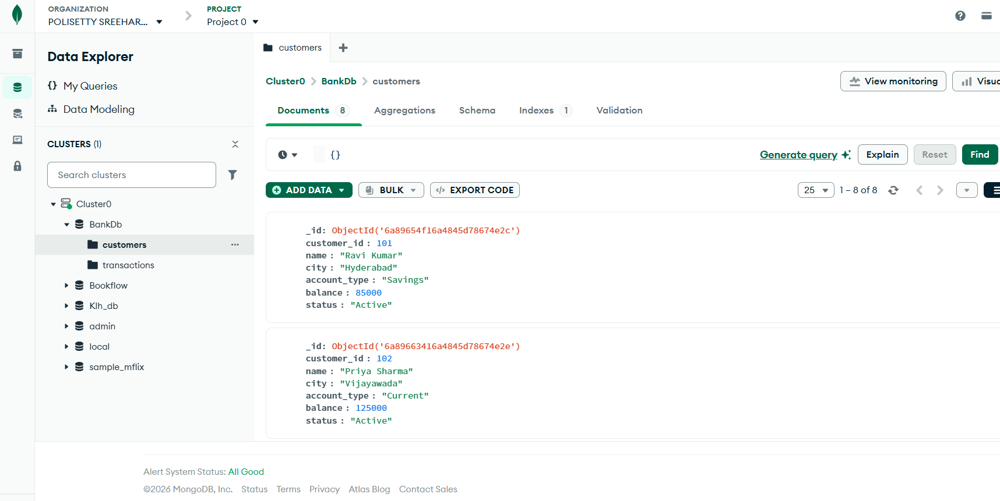 ORGANIZATION
POLISETTY SREEHAR...
PROJECT
Project 0
Data Explorer
My Queries
Data Modeling
CLUSTERS (1)
Search clusters
Cluster0
BankDb
customers
transactions
Bookflow
Klh_db
admin
local
sample_mflix
customers
Cluster0 > BankDb > customers
View monitoring
Documents 8 Aggregations Schema Indexes 1 Validation
{}
Generate query Explain Reset Find
ADD DATA BULK </> EXPORT CODE
25 1 – 8 of 8
_id: ObjectId('6a89654f16a4845d78674e2c')
customer_id : 101
name : "Ravi Kumar"
city : "Hyderabad"
account_type : "Savings"
balance : 85000
status : "Active"
_id: ObjectId('6a89663416a4845d78674e2e')
customer_id : 102
name : "Priya Sharma"
city : "Vijayawada"
account_type : "Current"
balance : 125000
status : "Active"
Alert System Status: All Good
©2026 MongoDB, Inc. Status Terms Privacy Atlas Blog Contact Sales